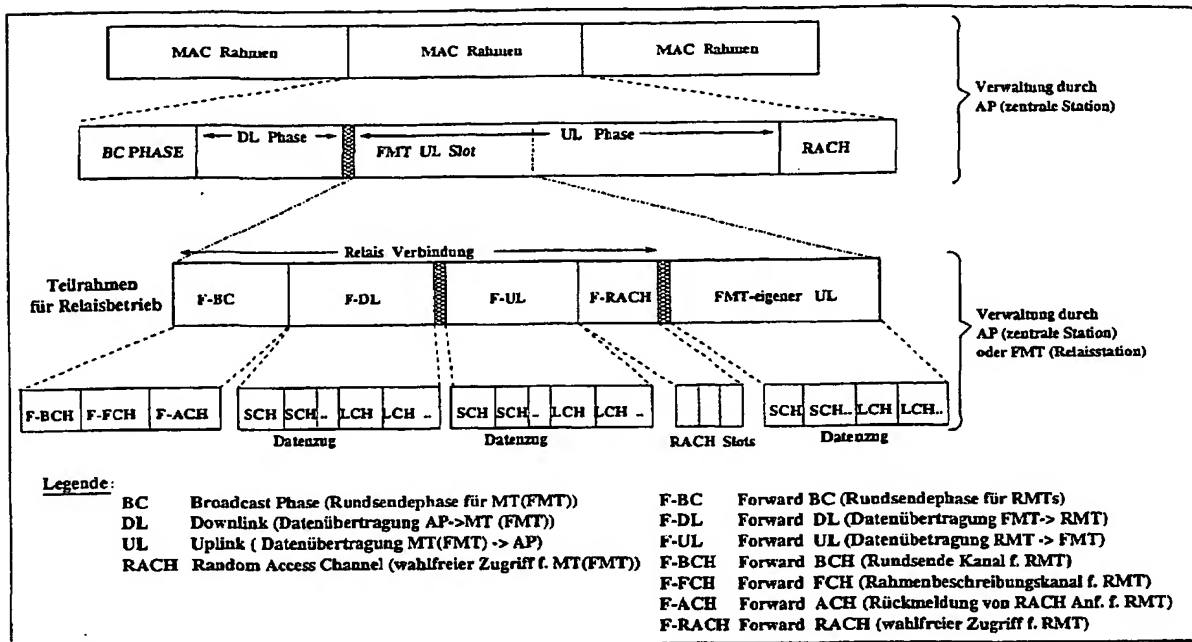 MAC Rahmen MAC Rahmen MAC Rahmen
Verwaltung durch
AP (zentrale Station)
BC PHASE DL Phase FMT UL Slot UL Phase RACH
Relais Verbindung
Teilrahmen
für Relaisbetrieb
F-BC F-DL F-UL F-RACH FMT-eigener UL
Verwaltung durch
AP (zentrale Station)
oder FMT (Relaisstation)
F-BCH F-FCH F-ACH
SCH SCH .. LCH LCH ..
SCH SCH .. LCH LCH ..
SCH SCH.. LCH LCH..
Datenzug Datenzug RACH Slots Datenzug
Legende:
BC Broadcast Phase (Rundsendephase für MT(FMT))
DL Downlink (Datenübertragung AP->MT (FMT))
UL Uplink ( Datenübertragung MT(FMT) -> AP)
RACH Random Access Channel (wahlfreier Zugriff f. MT(FMT))
F-BC Forward BC (Rundsendephase für RMTs)
F-DL Forward DL (Datenübertragung FMT-> RMT)
F-UL Forward UL (Datenübetragung RMT -> FMT)
F-BCH Forward BCH (Rundsende Kanal f. RMT)
F-FCH Forward FCH (Rahmenbeschreibungskanal f. RMT)
F-ACH Forward ACH (Rückmeldung von RACH Anf. f. RMT)
F-RACH Forward RACH (wahlfreier Zugriff f. RMT)